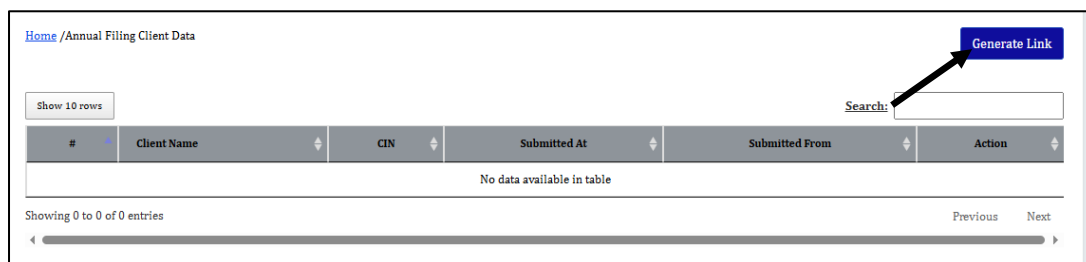 Home /Annual Filing Client Data
Generate Link
Show 10 rows
Search:
# Client Name CIN Submitted At Submitted From Action
No data available in table
Showing 0 to 0 of 0 entries
Previous Next